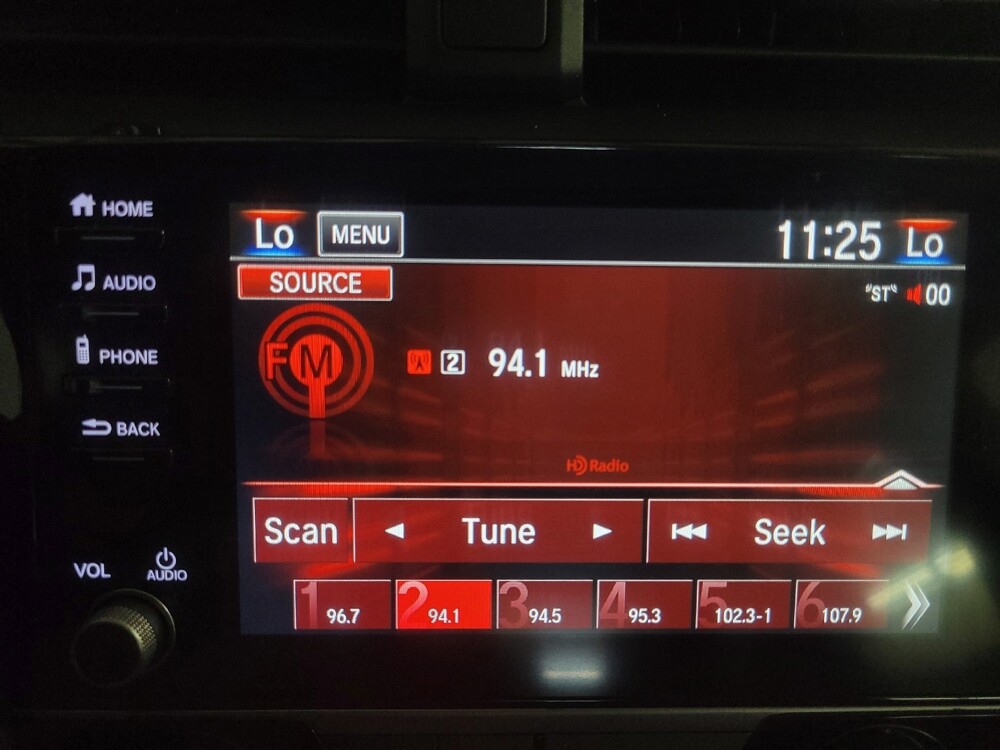 HOME
AUDIO
PHONE
BACK
VOL
AUDIO
Lo MENU 11:25 Lo
SOURCE
"ST" 00
FM 2 94.1 MHz
HD Radio
Scan Tune Seek
1 96.7 2 94.1 3 94.5 4 95.3 5 102.3-1 6 107.9